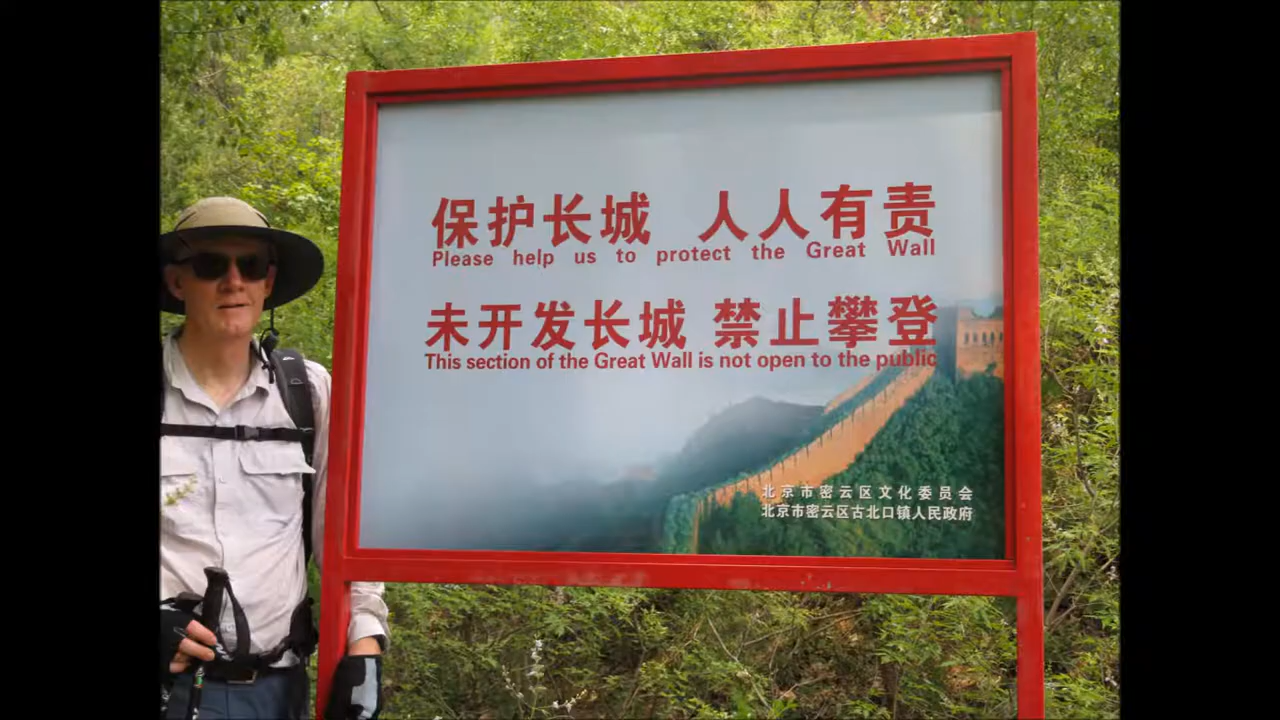 保护长城 人人有责
Please help us to protect the Great Wall
未开发长城 禁止攀登
This section of the Great Wall is not open to the public
北京市密云区文化委员会
北京市密云区古北口镇人民政府